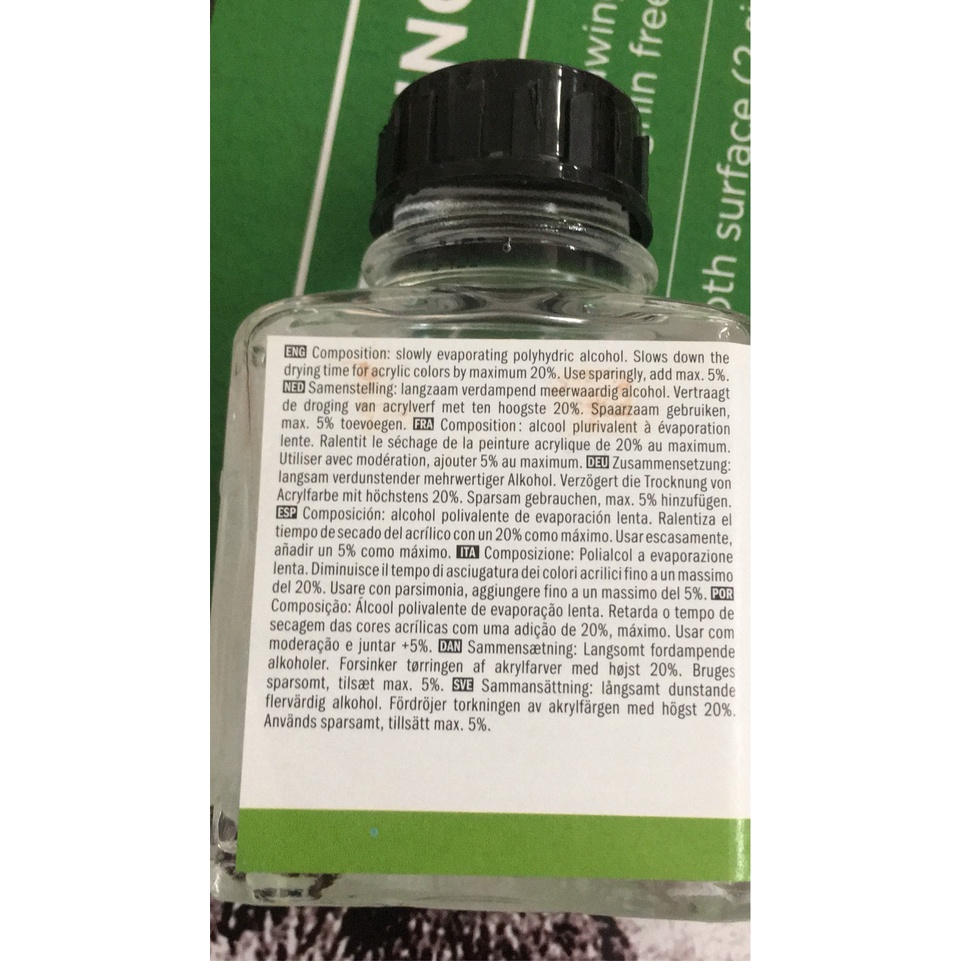 NG
wing
in free
oth surface (2 si
ENG Composition: slowly evaporating polyhydric alcohol. Slows down the
drying time for acrylic colors by maximum 20%. Use sparingly, add max. 5%.
NED Samenstelling: langzaam verdampend meerwaardig alcohol. Vertraagt
de droging van acrylverf met ten hoogste 20%. Spaarzaam gebruiken,
max. 5% toevoegen. FRA Composition: alcool plurivalent à évaporation
lente. Ralentit le séchage de la peinture acrylique de 20% au maximum.
Utiliser avec modération, ajouter 5% au maximum. DEU Zusammensetzung:
langsam verdunstender mehrwertiger Alkohol. Verzögert die Trocknung von
Acrylfarbe mit höchstens 20%. Sparsam gebrauchen, max. 5% hinzufügen.
ESP Composición: alcohol polivalente de evaporación lenta. Ralentiza el
tiempo de secado del acrílico con un 20% como máximo. Usar escasamente,
añadir un 5% como máximo. ITA Composizione: Polialcol a evaporazione
lenta. Diminuisce il tempo di asciugatura dei colori acrilici fino a un massimo
del 20%. Usare con parsimonia, aggiungere fino a un massimo del 5%. POR
Composição: Álcool polivalente de evaporação lenta. Retarda o tempo de
secagem das cores acrílicas com uma adição de 20%, máximo. Usar com
moderação e juntar +5%. DAN Sammensætning: Langsomt fordampende
alkoholer. Forsinker tørringen af akrylfarver med højst 20%. Bruges
sparsomt, tilsæt max. 5%. SVE Sammansättning: långsamt dunstande
flervärdig alkohol. Fördröjer torkningen av akrylfärgen med högst 20%.
Används sparsamt, tillsätt max. 5%.